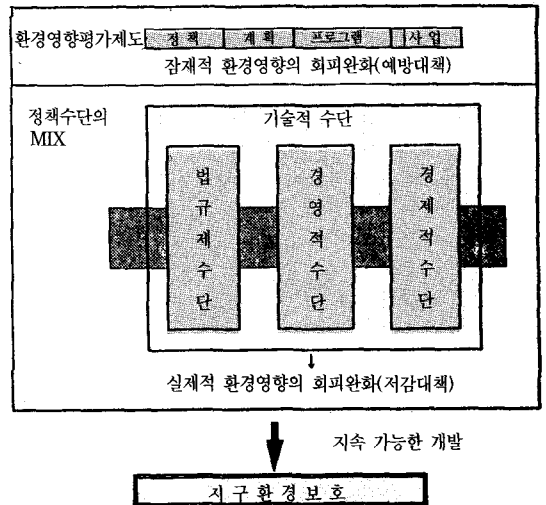 환경영향평가제도 정 책 계 획 프로그램 사 업
잠재적 환경영향의 회피완화(예방대책)
정책수단의
MIX
기술적 수단
법규제수단
경영적수단
경제적수단
실제적 환경영향의 회피완화(저감대책)
지속 가능한 개발
지 구 환 경 보 호